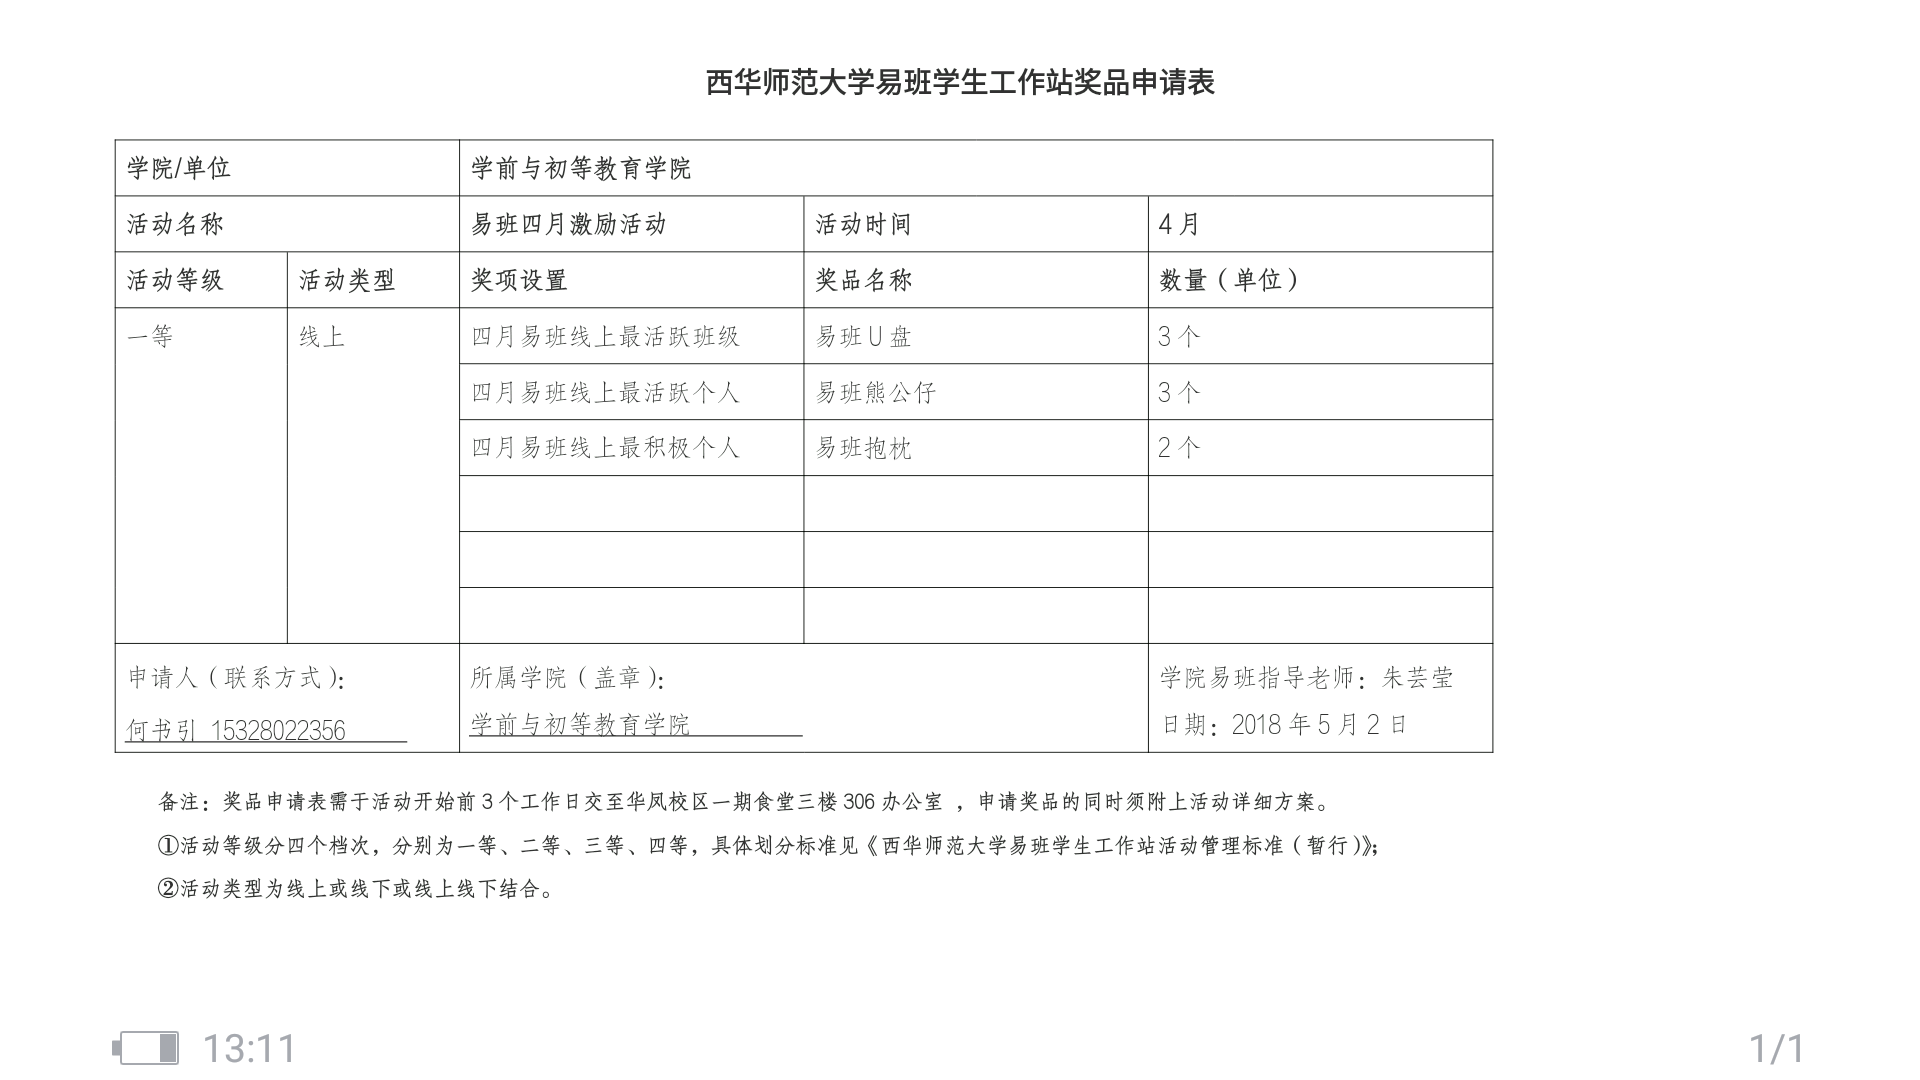 西华师范大学易班学生工作站奖品申请表
学院/单位 学前与初等教育学院
活动名称 易班四月激励活动 活动时间 4月
活动等级 活动类型 奖项设置 奖品名称 数量（单位）
一等 线上 四月易班线上最活跃班级 易班U盘 3个
四月易班线上最活跃个人 易班熊公仔 3个
四月易班线上最积极个人 易班抱枕 2个
申请人（联系方式）： 所属学院（盖章）： 学院易班指导老师：朱芸莹
何书引 15328022356 学前与初等教育学院 日期：2018年5月2日
备注：奖品申请表需于活动开始前3个工作日交至华凤校区一期食堂三楼306办公室 ，申请奖品的同时须附上活动详细方案。
①活动等级分四个档次，分别为一等、二等、三等、四等，具体划分标准见《西华师范大学易班学生工作站活动管理标准（暂行）》；
②活动类型为线上或线下或线上线下结合。
13:11 1/1